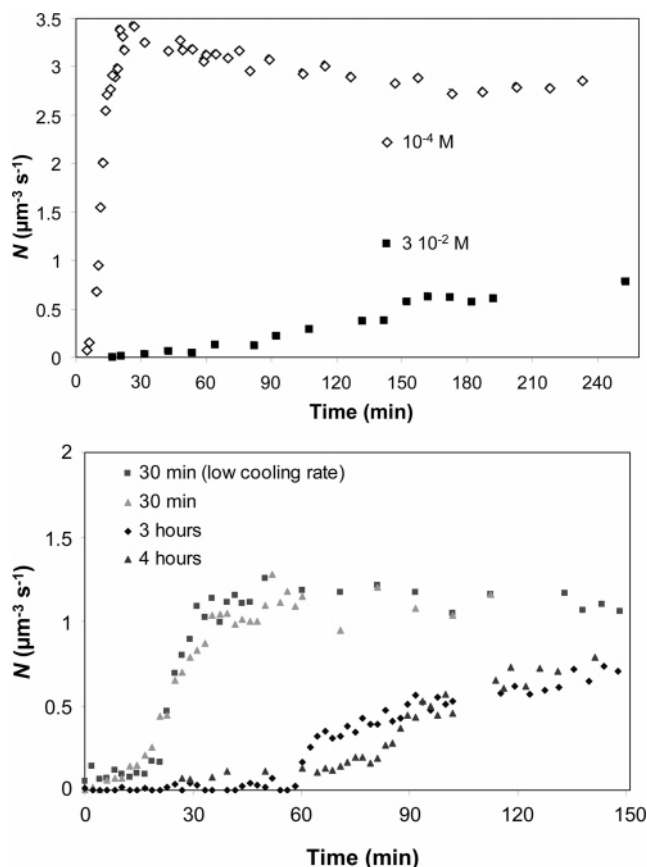 3.5
3
2.5
2
1.5
1
0.5
0
N (µm⁻³ s⁻¹)
10⁻⁴ M
3 10⁻² M
0 30 60 90 120 150 180 210 240
Time (min)
2
1.5
1
0.5
0
N (µm⁻³ s⁻¹)
30 min (low cooling rate)
30 min
3 hours
4 hours
0 30 60 90 120 150
Time (min)